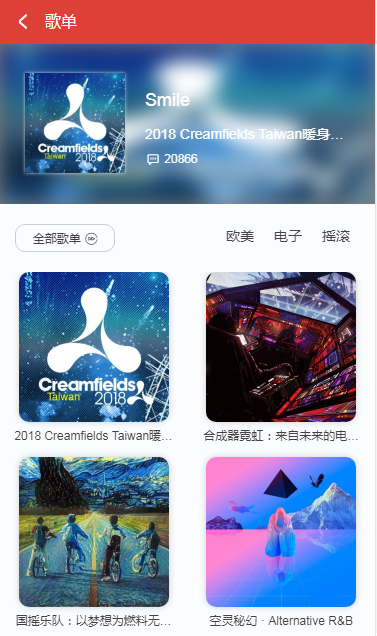 歌单
Smile
2018 Creamfields Taiwan暖身...
20866
Creamfields
Taiwan 2018
全部歌单
欧美 电子 摇滚
Creamfields
Taiwan 2018
2018 Creamfields Taiwan暖...
合成器霓虹：来自未来的电...
国摇乐队：以梦想为燃料无...
空灵秘幻 · Alternative R&B